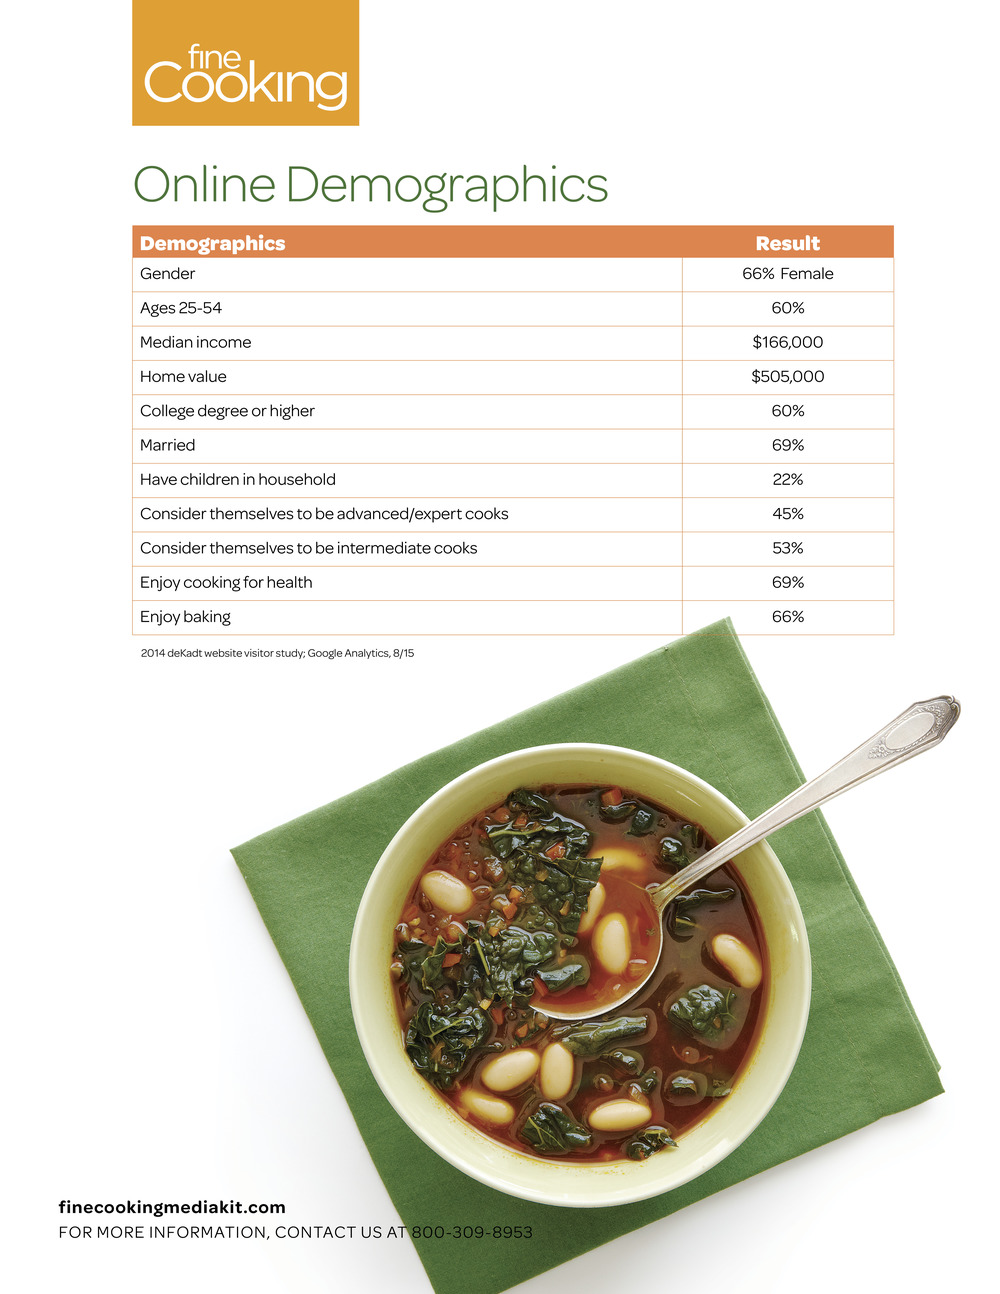 fine
Cooking
Online Demographics
Demographics Result
Gender 66% Female
Ages 25-54 60%
Median income $166,000
Home value $505,000
College degree or higher 60%
Married 69%
Have children in household 22%
Consider themselves to be advanced/expert cooks 45%
Consider themselves to be intermediate cooks 53%
Enjoy cooking for health 69%
Enjoy baking 66%
2014 deKadt website visitor study; Google Analytics, 8/15
finecookingmediakit.com
FOR MORE INFORMATION, CONTACT US AT 800-309-8953